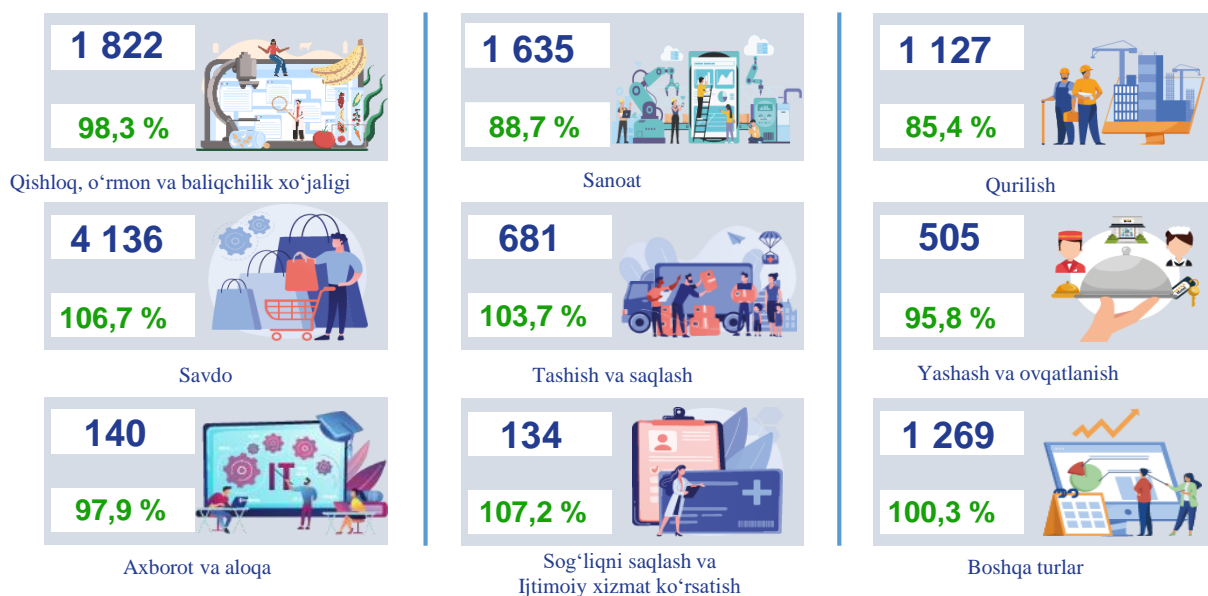 1 822
98,3 %
Qishloq, o‘rmon va baliqchilik xo‘jaligi
1 635
88,7 %
Sanoat
1 127
85,4 %
Qurilish
4 136
106,7 %
Savdo
681
103,7 %
Tashish va saqlash
505
95,8 %
Yashash va ovqatlanish
140
97,9 %
IT
Axborot va aloqa
134
107,2 %
Sog‘liqni saqlash va
Ijtimoiy xizmat ko‘rsatish
1 269
100,3 %
Boshqa turlar